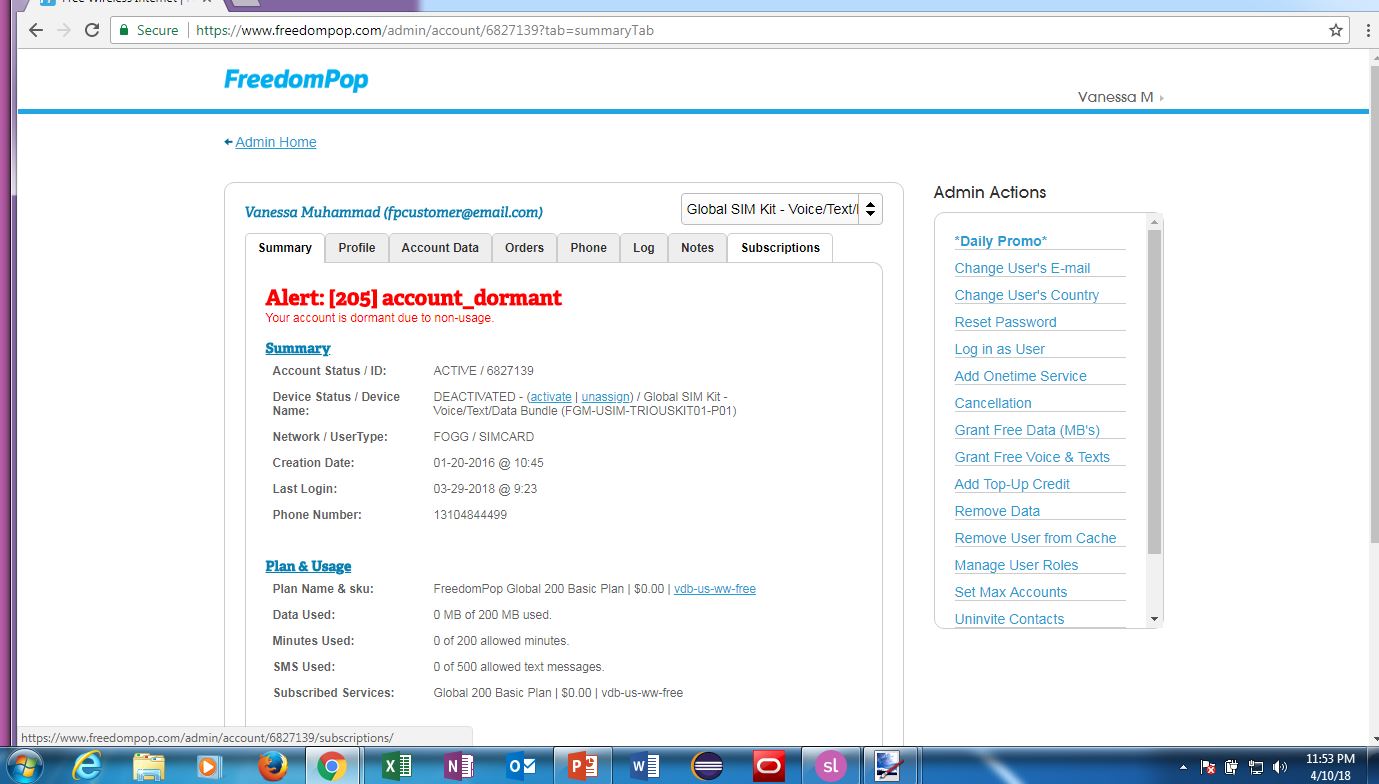 Secure
https://www.freedompop.com/admin/account/6827139?tab=summaryTab
FreedomPop
Vanessa M
Admin Home
Vanessa Muhammad (fpcustomer@email.com)
Global SIM Kit - Voice/Text/
Summary
Profile
Account Data
Orders
Phone
Log
Notes
Subscriptions
Alert: [205] account_dormant
Your account is dormant due to non-usage.
Summary
Account Status / ID: ACTIVE / 6827139
Device Status / Device Name: DEACTIVATED - (activate | unassign) / Global SIM Kit -
Voice/Text/Data Bundle (FGM-USIM-TRIOUSKIT01-P01)
Network / UserType: FOGG / SIMCARD
Creation Date: 01-20-2016 @ 10:45
Last Login: 03-29-2018 @ 9:23
Phone Number: 13104844499
Plan & Usage
Plan Name & sku: FreedomPop Global 200 Basic Plan | $0.00 | vdb-us-ww-free
Data Used: 0 MB of 200 MB used.
Minutes Used: 0 of 200 allowed minutes.
SMS Used: 0 of 500 allowed text messages.
Subscribed Services: Global 200 Basic Plan | $0.00 | vdb-us-ww-free
Admin Actions
*Daily Promo*
Change User's E-mail
Change User's Country
Reset Password
Log in as User
Add Onetime Service
Cancellation
Grant Free Data (MB's)
Grant Free Voice & Texts
Add Top-Up Credit
Remove Data
Remove User from Cache
Manage User Roles
Set Max Accounts
Uninvite Contacts
https://www.freedompop.com/admin/account/6827139/subscriptions/
sl
11:53 PM
4/10/18